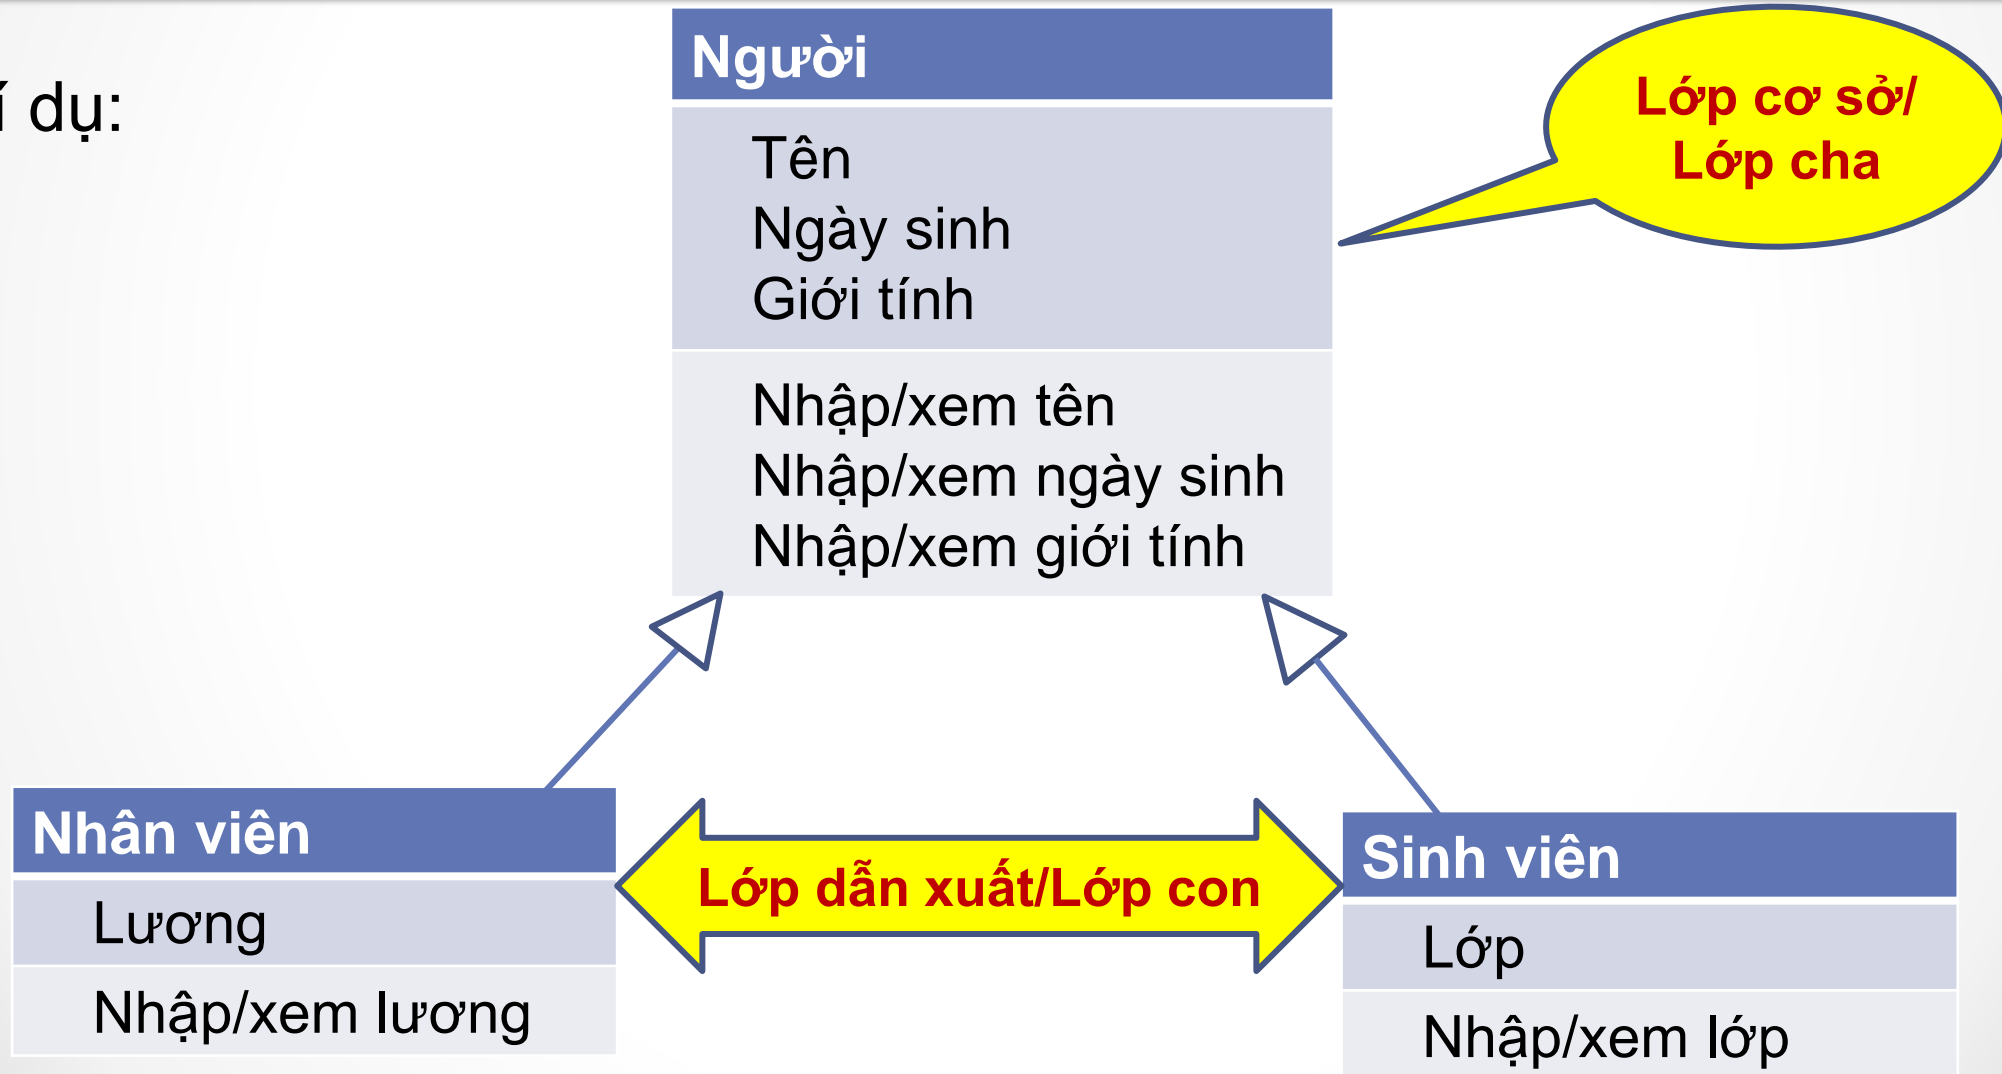 í dụ:
Người
Tên
Ngày sinh
Giới tính
Nhập/xem tên
Nhập/xem ngày sinh
Nhập/xem giới tính
Lớp cơ sở/
Lớp cha
Nhân viên
Lương
Nhập/xem lương
Lớp dẫn xuất/Lớp con
Sinh viên
Lớp
Nhập/xem lớp